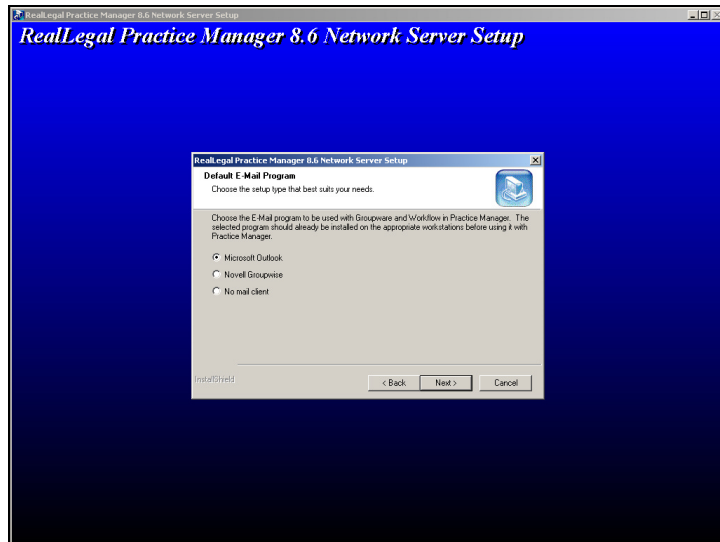 RealLegal Practice Manager 8.6 Network Server Setup
RealLegal Practice Manager 8.6 Network Server Setup
RealLegal Practice Manager 8.6 Network Server Setup
Default E-Mail Program
Choose the setup type that best suits your needs.
Choose the E-Mail program to be used with Groupware and Workflow in Practice Manager. The
selected program should already be installed on the appropriate workstations before using it with
Practice Manager.
Microsoft Outlook
Novell Groupwise
No mail client
InstallShield
< Back
Next >
Cancel